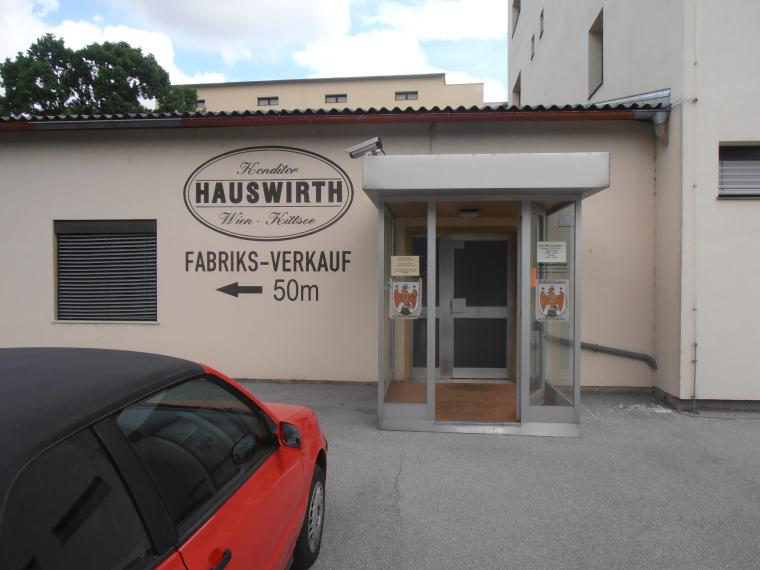 Konditor
HAUSWIRTH
Wien - Kittsee
FABRIKS-VERKAUF
50m